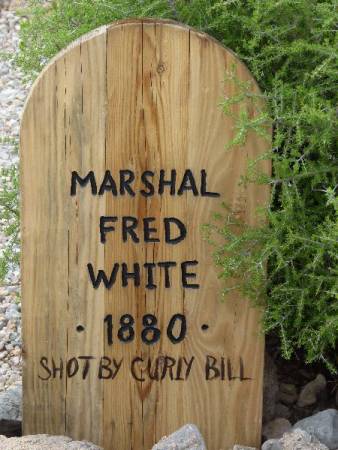 MARSHAL
FRED
WHITE
· 1880 ·
SHOT BY CURLY BILL